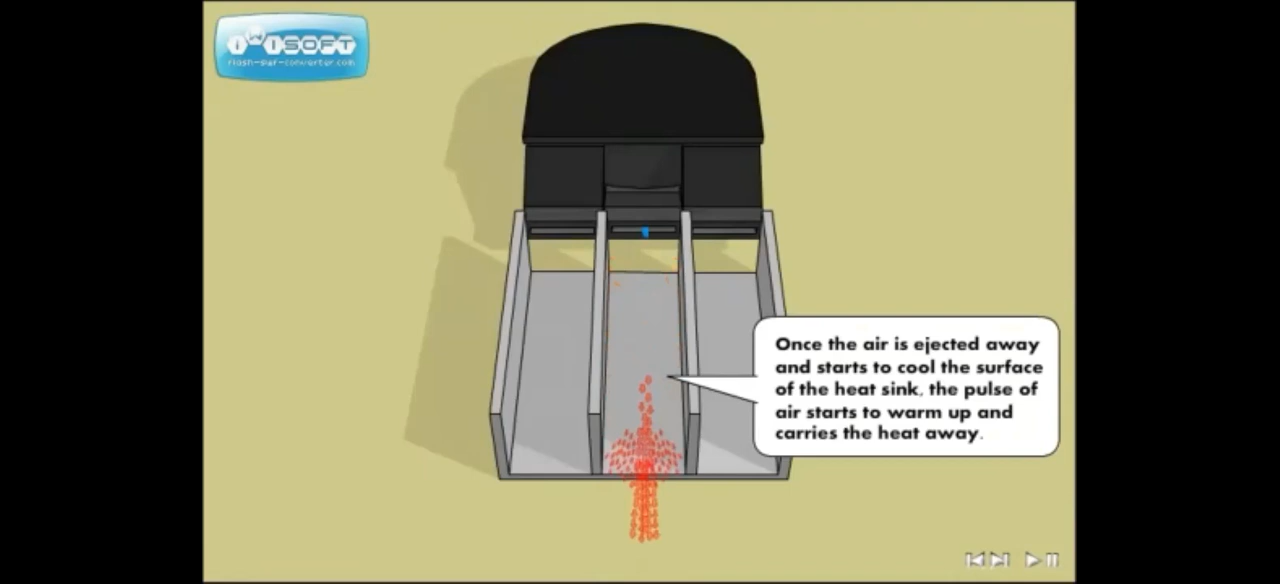 iWiSOFT
flash-swf-converter.com
Once the air is ejected away
and starts to cool the surface
of the heat sink, the pulse of
air starts to warm up and
carries the heat away.